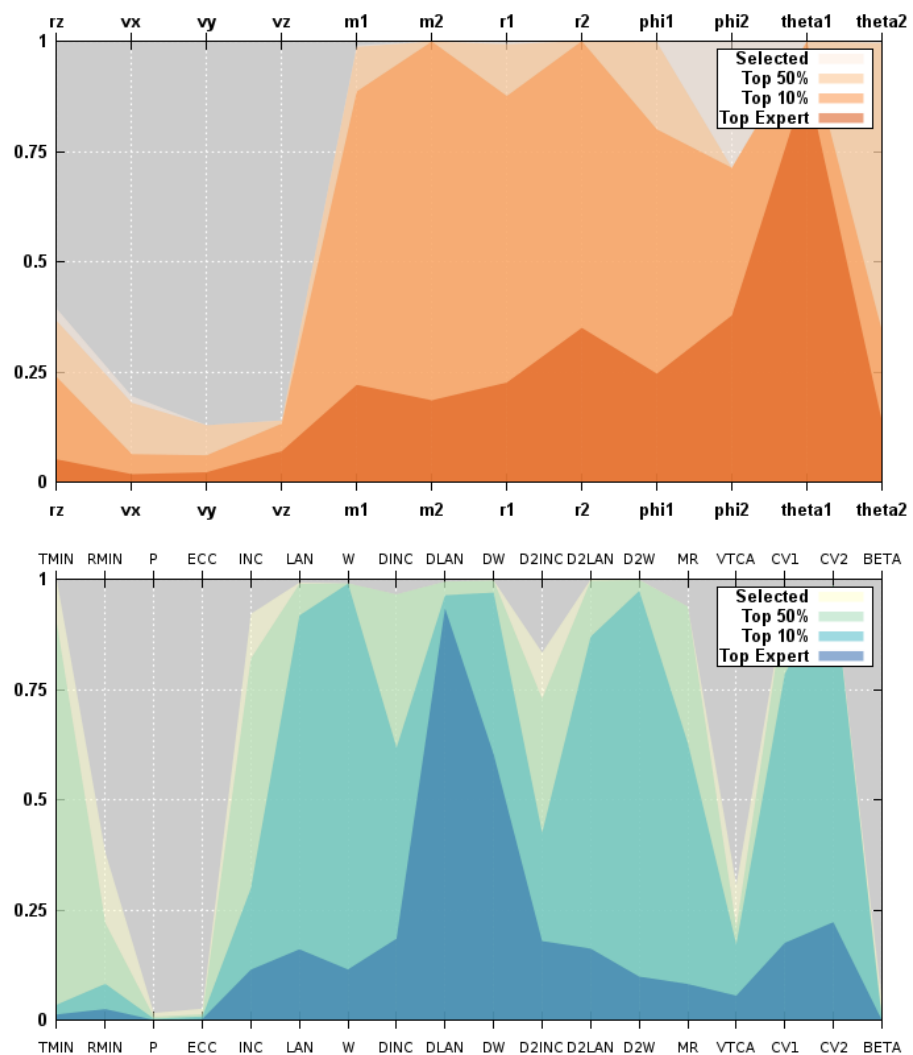 rz vx vy vz m1 m2 r1 r2 phi1 phi2 theta1 theta2
1
Selected
Top 50%
Top 10%
Top Expert
0.75
0.5
0.25
0
rz vx vy vz m1 m2 r1 r2 phi1 phi2 theta1 theta2
TMIN RMIN P ECC INC LAN W DINC DLAN DW D2INC D2LAN D2W MR VTCA CV1 CV2 BETA
1
Selected
Top 50%
Top 10%
Top Expert
0.75
0.5
0.25
0
TMIN RMIN P ECC INC LAN W DINC DLAN DW D2INC D2LAN D2W MR VTCA CV1 CV2 BETA